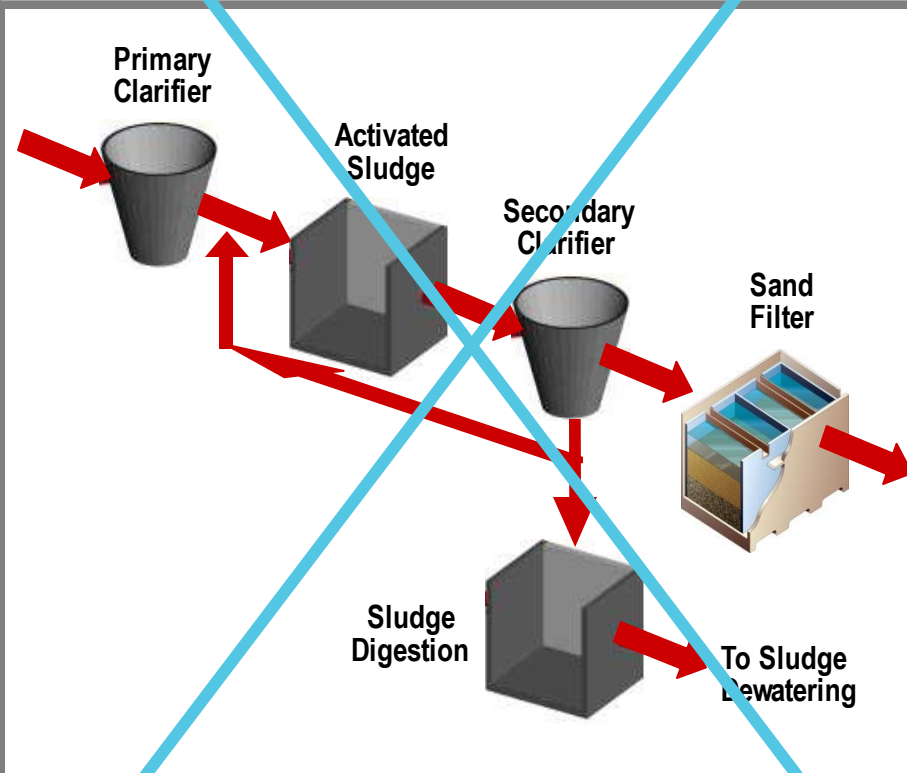 Primary
Clarifier
Activated
Sludge
Secondary
Clarifier
Sand
Filter
Sludge
Digestion
To Sludge
Dewatering